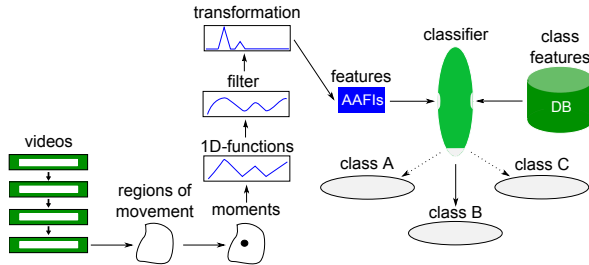 videos
regions of
movement
moments
1D-functions
filter
transformation
features
AAFIs
classifier
class
features
DB
class A
class B
class C